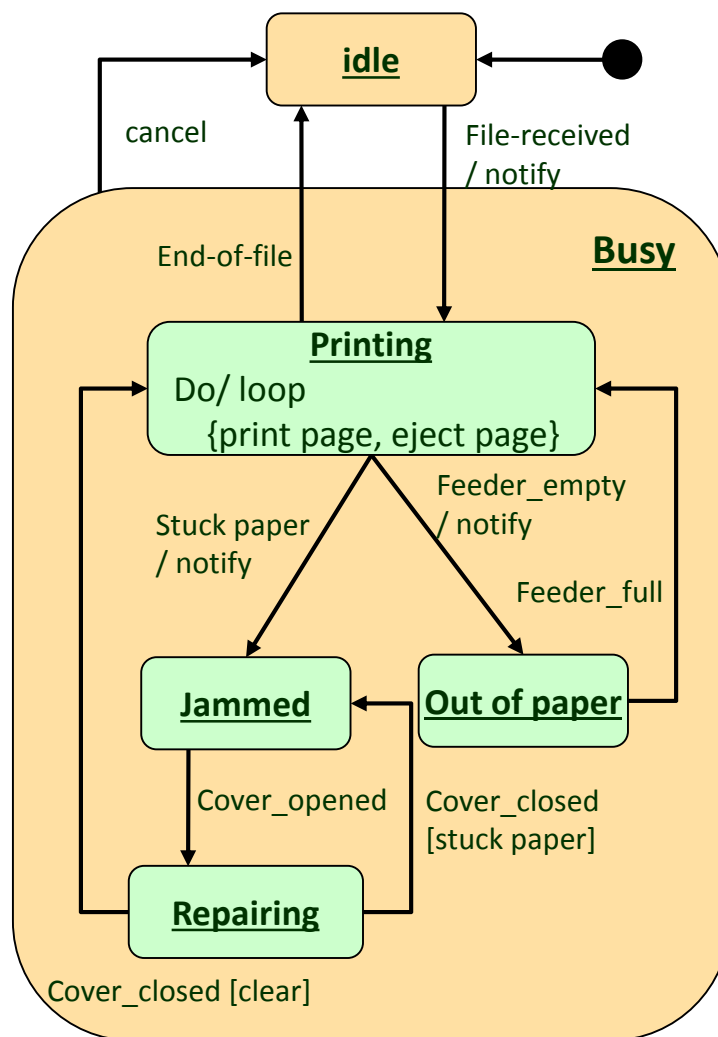 idle
cancel
File-received
/ notify
End-of-file
Busy
Printing
Do/ loop
{print page, eject page}
Stuck paper
/ notify
Feeder_empty
/ notify
Feeder_full
Jammed
Out of paper
Cover_opened
Cover_closed
[stuck paper]
Repairing
Cover_closed [clear]